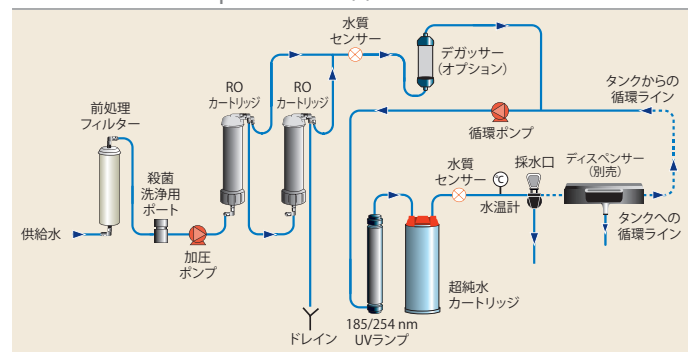 水質
センサー
デガッサー
(オプション)
タンクからの
循環ライン
RO
カートリッジ
RO
カートリッジ
前処理
フィルター
循環ポンプ
殺菌
洗浄用
ポート
水質
センサー
℃
水温計
採水口
ディスペンサー
(別売)
供給水
加圧
ポンプ
タンクへの
循環ライン
超純水
カートリッジ
ドレイン
185/254 nm
UVランプ